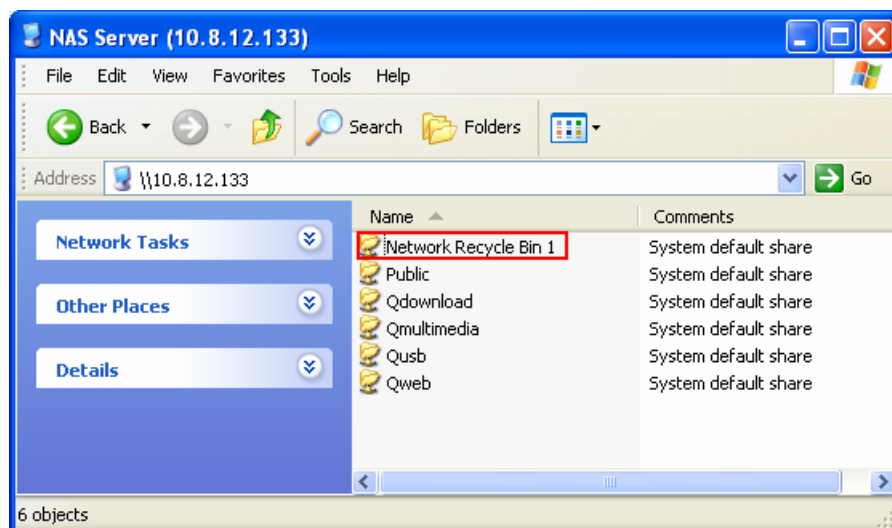 NAS Server (10.8.12.133)
File Edit View Favorites Tools Help
Back Search Folders
Address \\10.8.12.133 Go
Name Comments
Network Tasks
Other Places
Details
Network Recycle Bin 1 System default share
Public System default share
Qdownload System default share
Qmultimedia System default share
Qusb System default share
Qweb System default share
6 objects